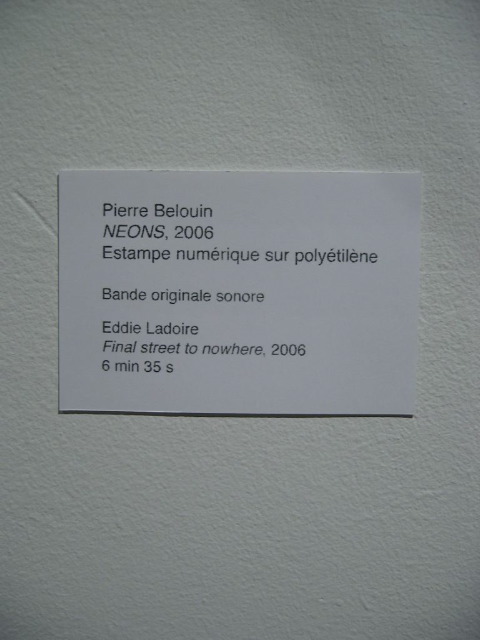 Pierre Belouin
NEONS, 2006
Estampe numérique sur polyétilène
Bande originale sonore
Eddie Ladoire
Final street to nowhere, 2006
6 min 35 s